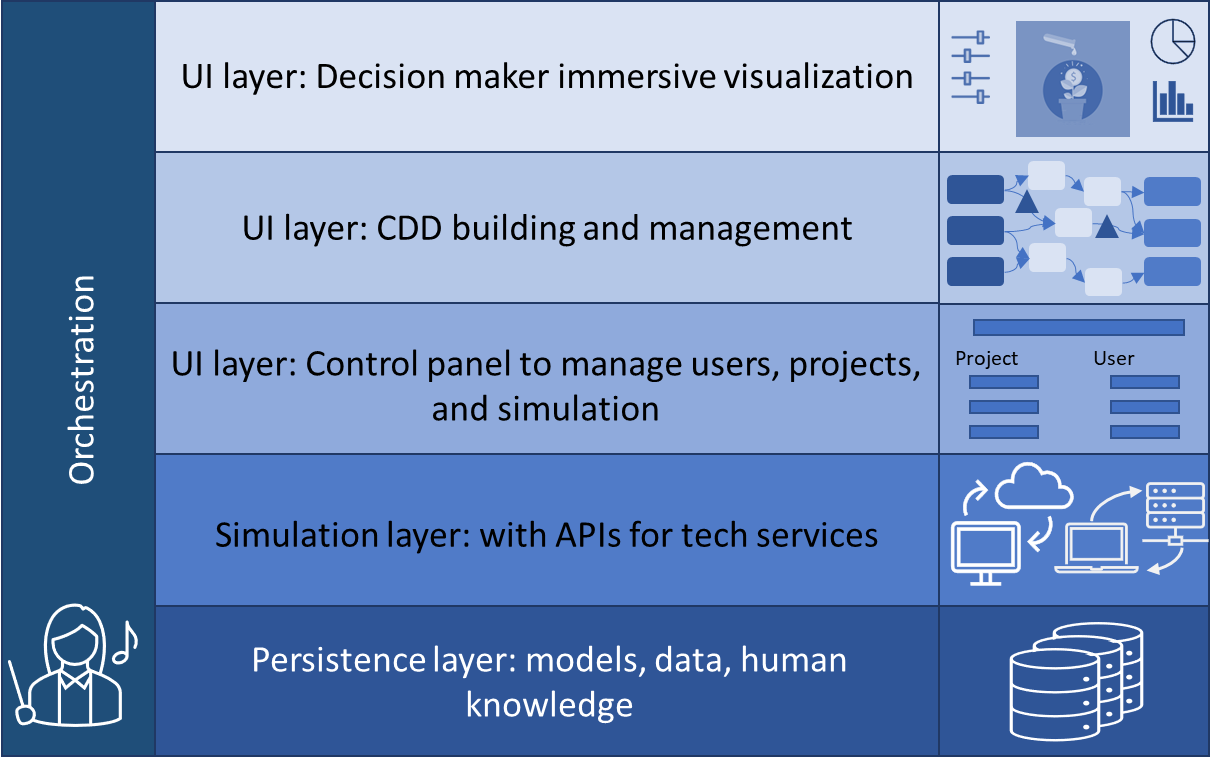 Orchestration
UI layer: Decision maker immersive visualization
UI layer: CDD building and management
UI layer: Control panel to manage users, projects,
and simulation
Project
User
Simulation layer: with APIs for tech services
Persistence layer: models, data, human
knowledge
$